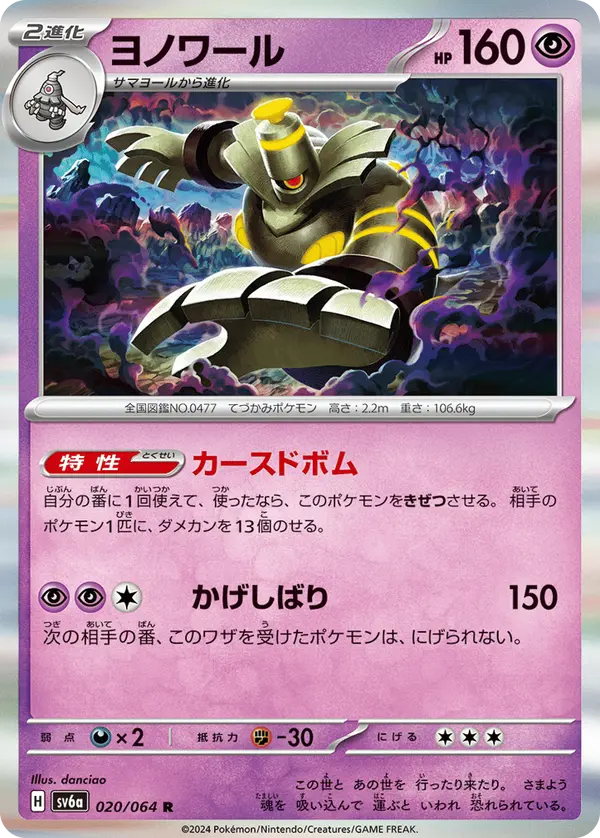 2進化
ヨノワール
HP 160
サマヨールから進化
全国図鑑NO.0477 てづかみポケモン 高さ:2.2m 重さ:106.6kg
特性 とくせい カースドボム
自分の番に1回使えて、使ったなら、このポケモンをきぜつさせる。相手の
ポケモン1匹に、ダメカンを13個のせる。
かげしばり 150
次の相手の番、このワザを受けたポケモンは、にげられない。
弱点 ×2 抵抗力 -30 にげる
Illus. danciao
H sv6a 020/064 R
この世と あの世を 行ったり来たり。 さまよう
魂を 吸い込んで 運ぶと いわれ 恐れられている。
©2024 Pokémon/Nintendo/Creatures/GAME FREAK.